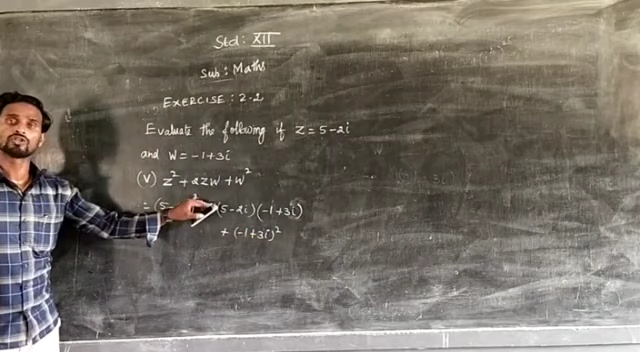 Std: XII
Sub: Maths
EXERCISE: 2.2
Evaluate the following if z = 5-2i
and w = -1+3i
(v) z² + 2zw + w²
= (5- (5-2i)(-1+3i)
+ (-1+3i)²